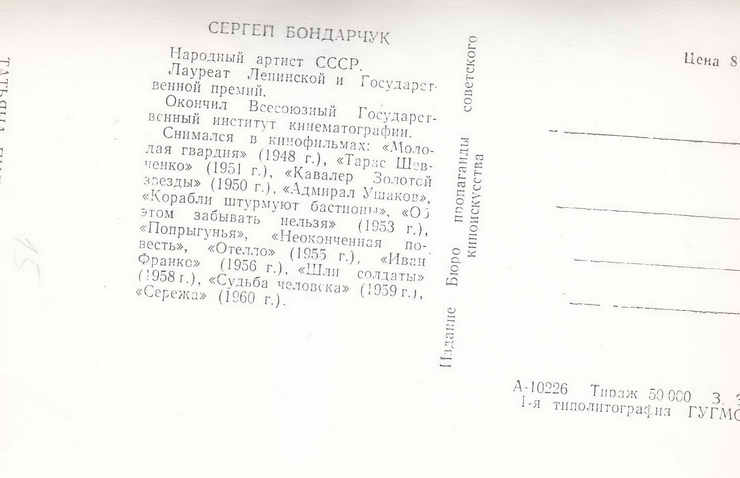 СЕРГЕЙ БОНДАРЧУК
Народный артист СССР.
Лауреат Ленинской и Государст-
венной премий.
Окончил Всесоюзный Государст-
венный институт кинематографии.
Снимался в кинофильмах: «Моло-
дая гвардия» (1948 г.), «Тарас Шев-
ченко» (1951 г.), «Кавалер Золотой
звезды» (1950 г.), «Адмирал Ушаков»,
«Корабли штурмуют бастионы», «Об
этом забывать нельзя» (1953 г.),
«Попрыгунья», «Неоконченная по-
весть», «Отелло» (1955 г.), «Иван
Франко» (1956 г.), «Шли солдаты»
(1958 г.), «Судьба человека» (1959 г.),
«Сережа» (1960 г.).
Издание Бюро пропаганды советского
киноискусства
Цена 8
А-10226 Тираж 50 000 З.
1-я типолитография ГУГМС
15